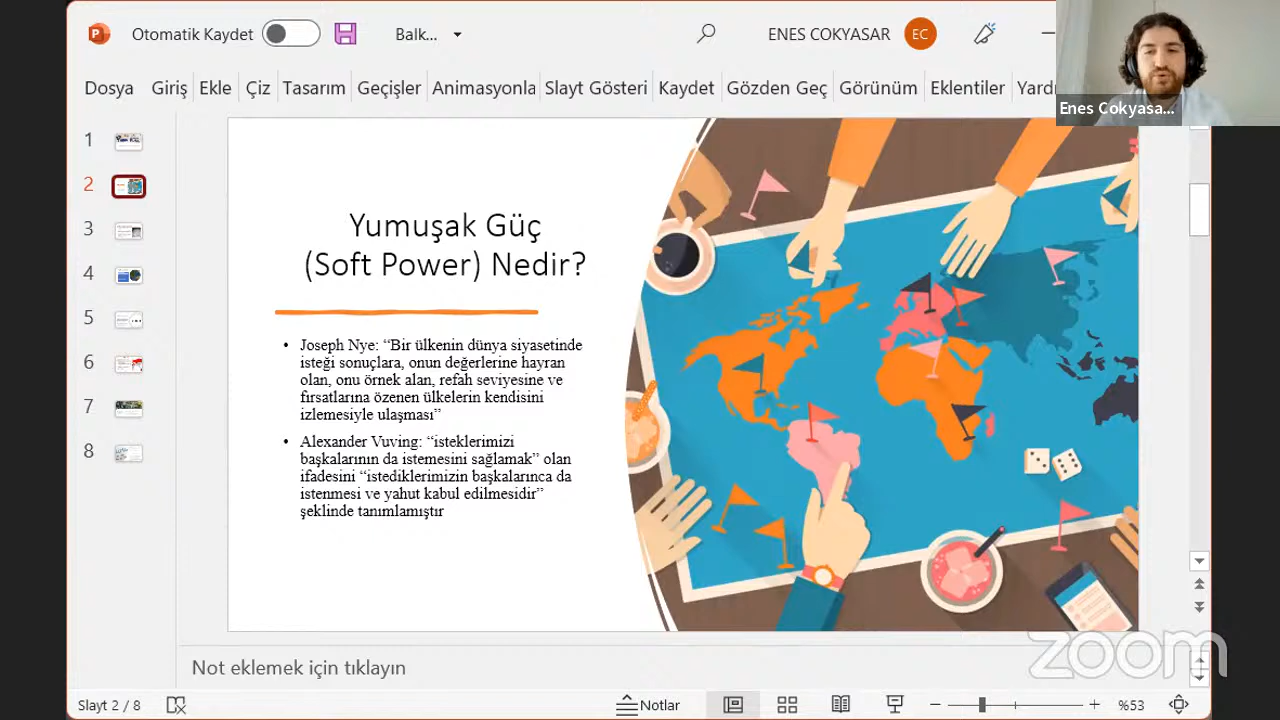 Otomatik Kaydet
Balk...
ENES COKYASAR
EC
Dosya Giriş Ekle Çiz Tasarım Geçişler Animasyonla Slayt Gösteri Kaydet Gözden Geç Görünüm Eklentiler Yardı
Enes Cokyasa...
1
2
3
4
5
6
7
8
Yumuşak Güç
(Soft Power) Nedir?
• Joseph Nye: “Bir ülkenin dünya siyasetinde
isteği sonuçlara, onun değerlerine hayran
olan, onu örnek alan, refah seviyesine ve
fırsatlarına özenen ülkelerin kendisini
izlemesiyle ulaşması”
• Alexander Vuving: “isteklerimizi
başkalarının da istemesini sağlamak” olan
ifadesini “istediklerimizin başkalarınca da
istenmesi ve yahut kabul edilmesidir”
şeklinde tanımlamıştır
Not eklemek için tıklayın
zoom
Slayt 2 / 8
Notlar
%53